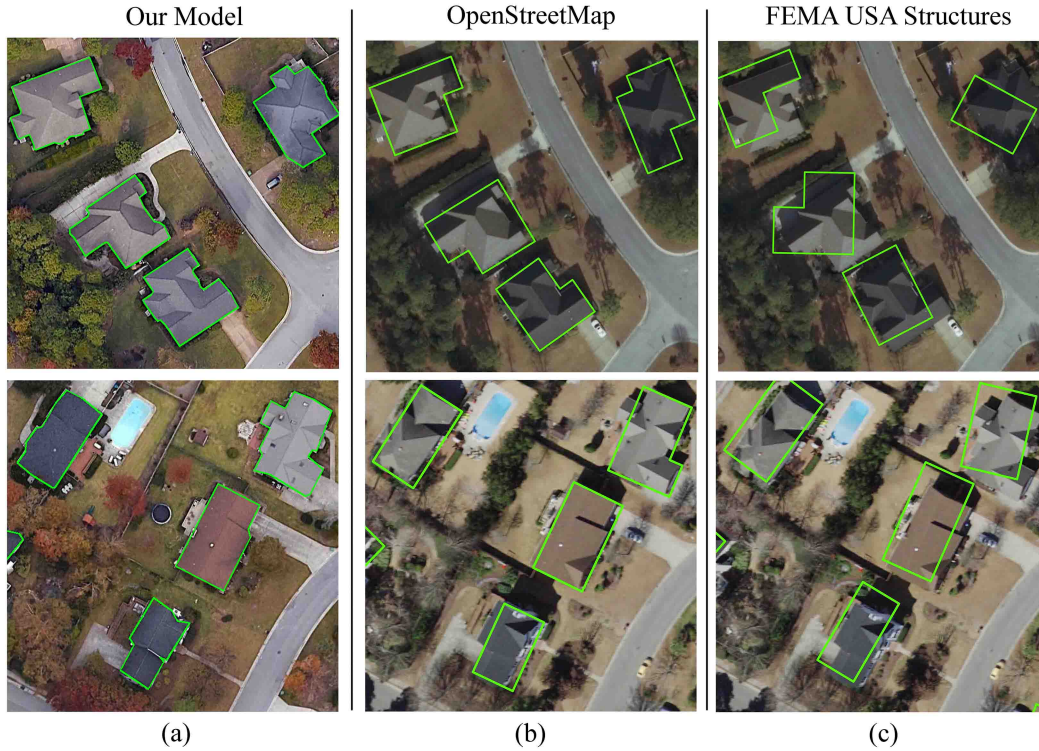 Our Model
OpenStreetMap
FEMA USA Structures
(a)
(b)
(c)